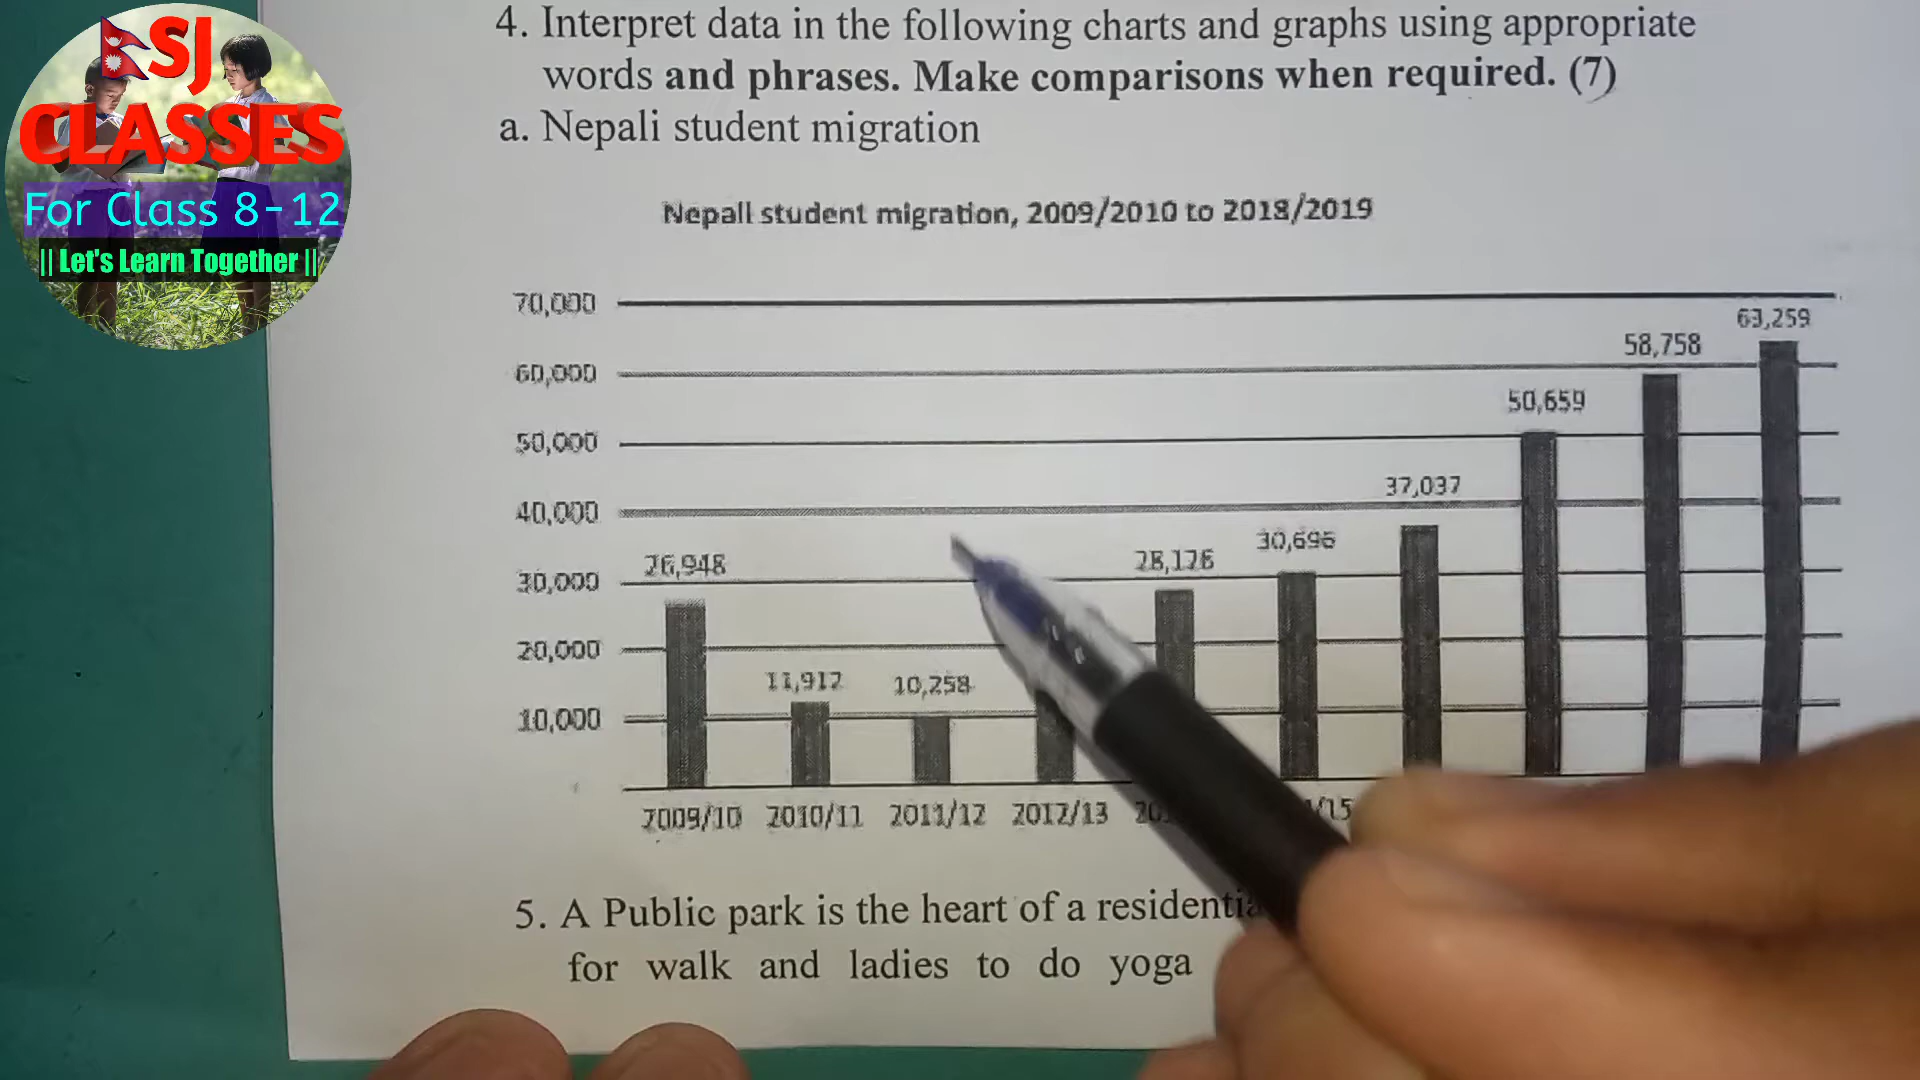 SJ
CLASSES
For Class 8-12
|| Let's Learn Together ||
4. Interpret data in the following charts and graphs using appropriate
words and phrases. Make comparisons when required. (7)
a. Nepali student migration
Nepali student migration, 2009/2010 to 2018/2019
70,000
60,000
50,000
40,000
30,000
20,000
10,000
26,948
11,912
10,258
28,126
30,696
37,037
50,659
58,758
63,259
2009/10 2010/11 2011/12 2012/13
5. A Public park is the heart of a
for walk and ladies to do yoga